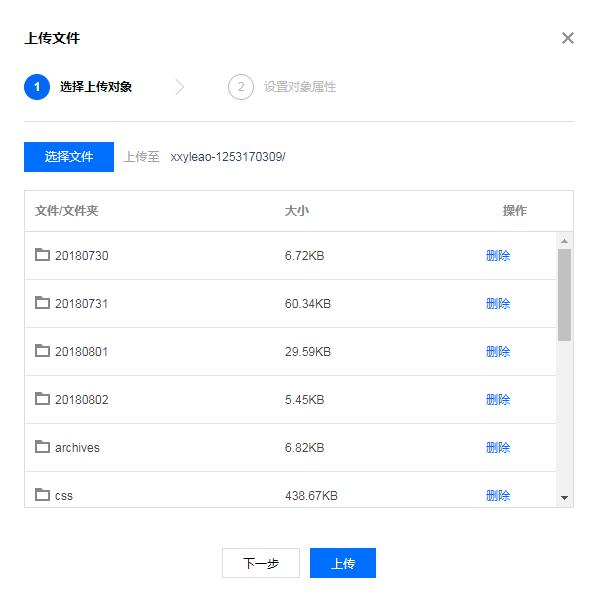 上传文件
1 选择上传对象 2 设置对象属性
选择文件 上传至 xxyleao-1253170309/
文件/文件夹 大小 操作
20180730 6.72KB 删除
20180731 60.34KB 删除
20180801 29.59KB 删除
20180802 5.45KB 删除
archives 6.82KB 删除
css 438.67KB 删除
下一步 上传